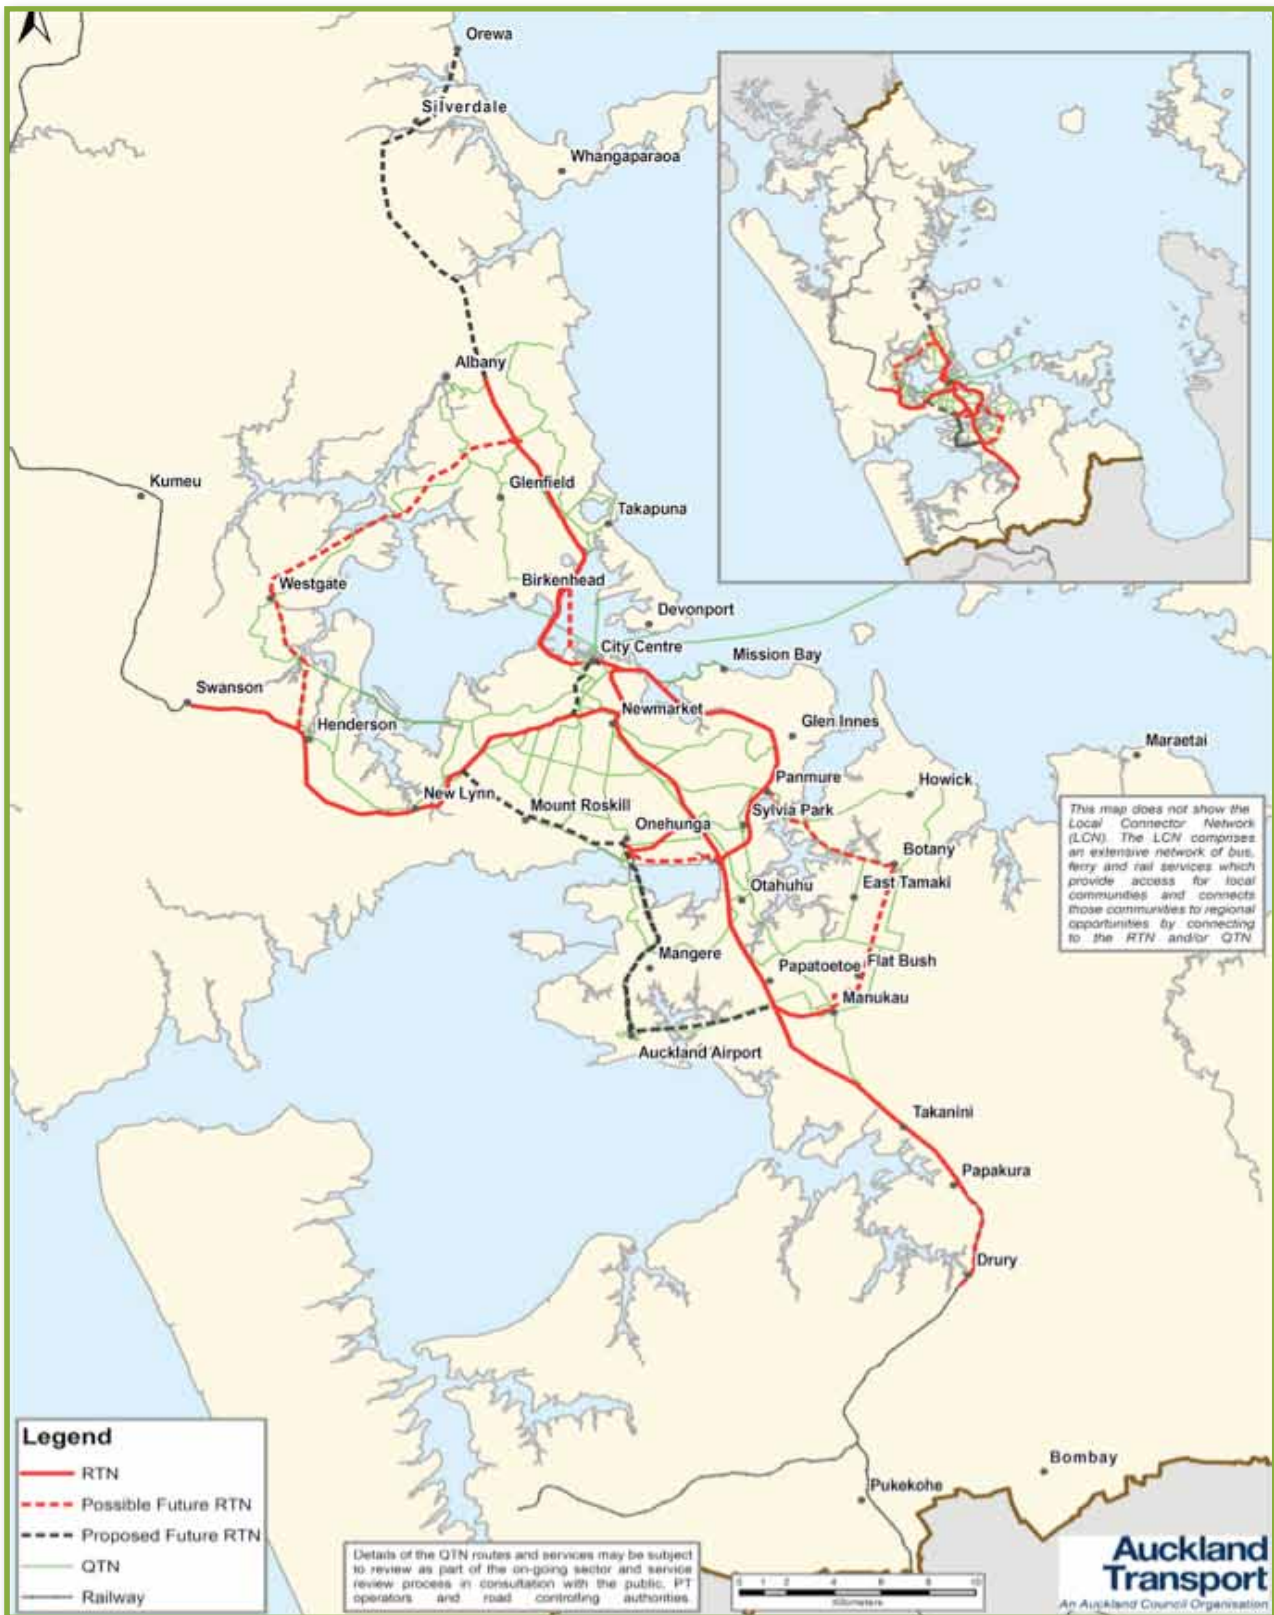 Orewa
Silverdale
Whangaparaoa
Albany
Kumeu
Glenfield
Takapuna
Westgate
Birkenhead
Devonport
City Centre
Mission Bay
Swanson
Newmarket
Henderson
Glen Innes
Maraetai
Panmure
Howick
New Lynn
Mount Roskill
Sylvia Park
Onehunga
Botany
Otahuhu
East Tamaki
Mangere
Papatoetoe
Flat Bush
Manukau
Auckland Airport
Takanini
Papakura
Drury
Bombay
Pukekohe
This map does not show the
Local Connector Network
(LCN). The LCN comprises
an extensive network of bus,
ferry and rail services which
provide access for local
communities and connects
those communities to regional
opportunities by connecting
to the RTN and/or QTN
Legend
RTN
Possible Future RTN
Proposed Future RTN
QTN
Railway
Details of the QTN routes and services may be subject
to review as part of the on-going sector and service
review process in consultation with the public, PT
operators and road controlling authorities
0 1 2 4 6 8 10
Kilometers
Auckland
Transport
An Auckland Council Organisation